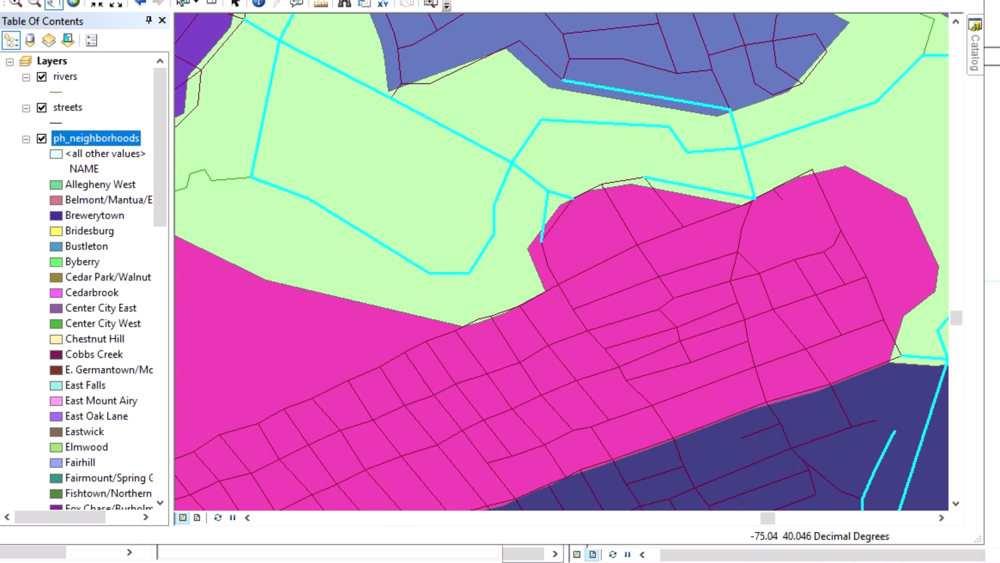 XY
Table Of Contents
Layers
rivers
streets
ph_neighborhoods
<all other values>
NAME
Allegheny West
Belmont/Mantua/E
Brewerytown
Bridesburg
Bustleton
Byberry
Cedar Park/Walnut
Cedarbrook
Center City East
Center City West
Chestnut Hill
Cobbs Creek
E. Germantown/Mc
East Falls
East Mount Airy
East Oak Lane
Eastwick
Elmwood
Fairhill
Fairmount/Spring G
Fishtown/Northern
Fox Chase/Burholm
Catalog
-75.04 40.046 Decimal Degrees